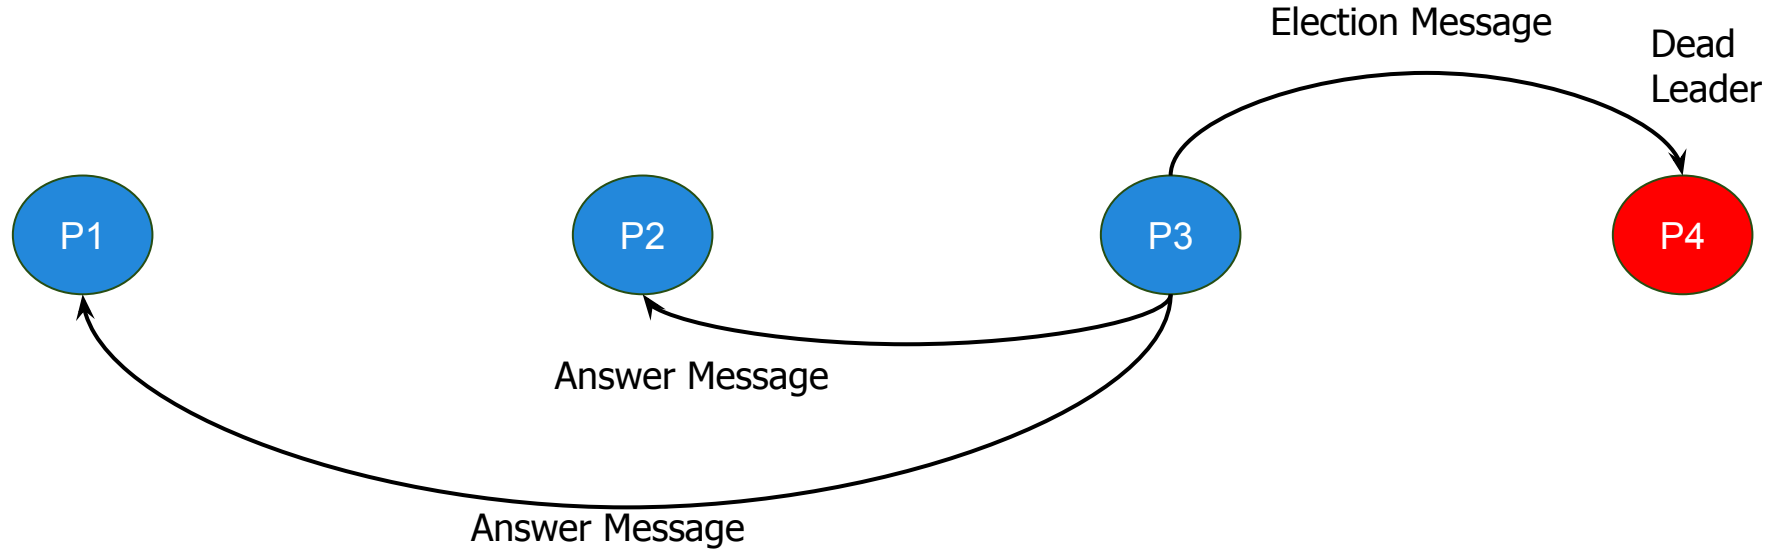 Election Message
Dead
Leader
P1
P2
P3
P4
Answer Message
Answer Message